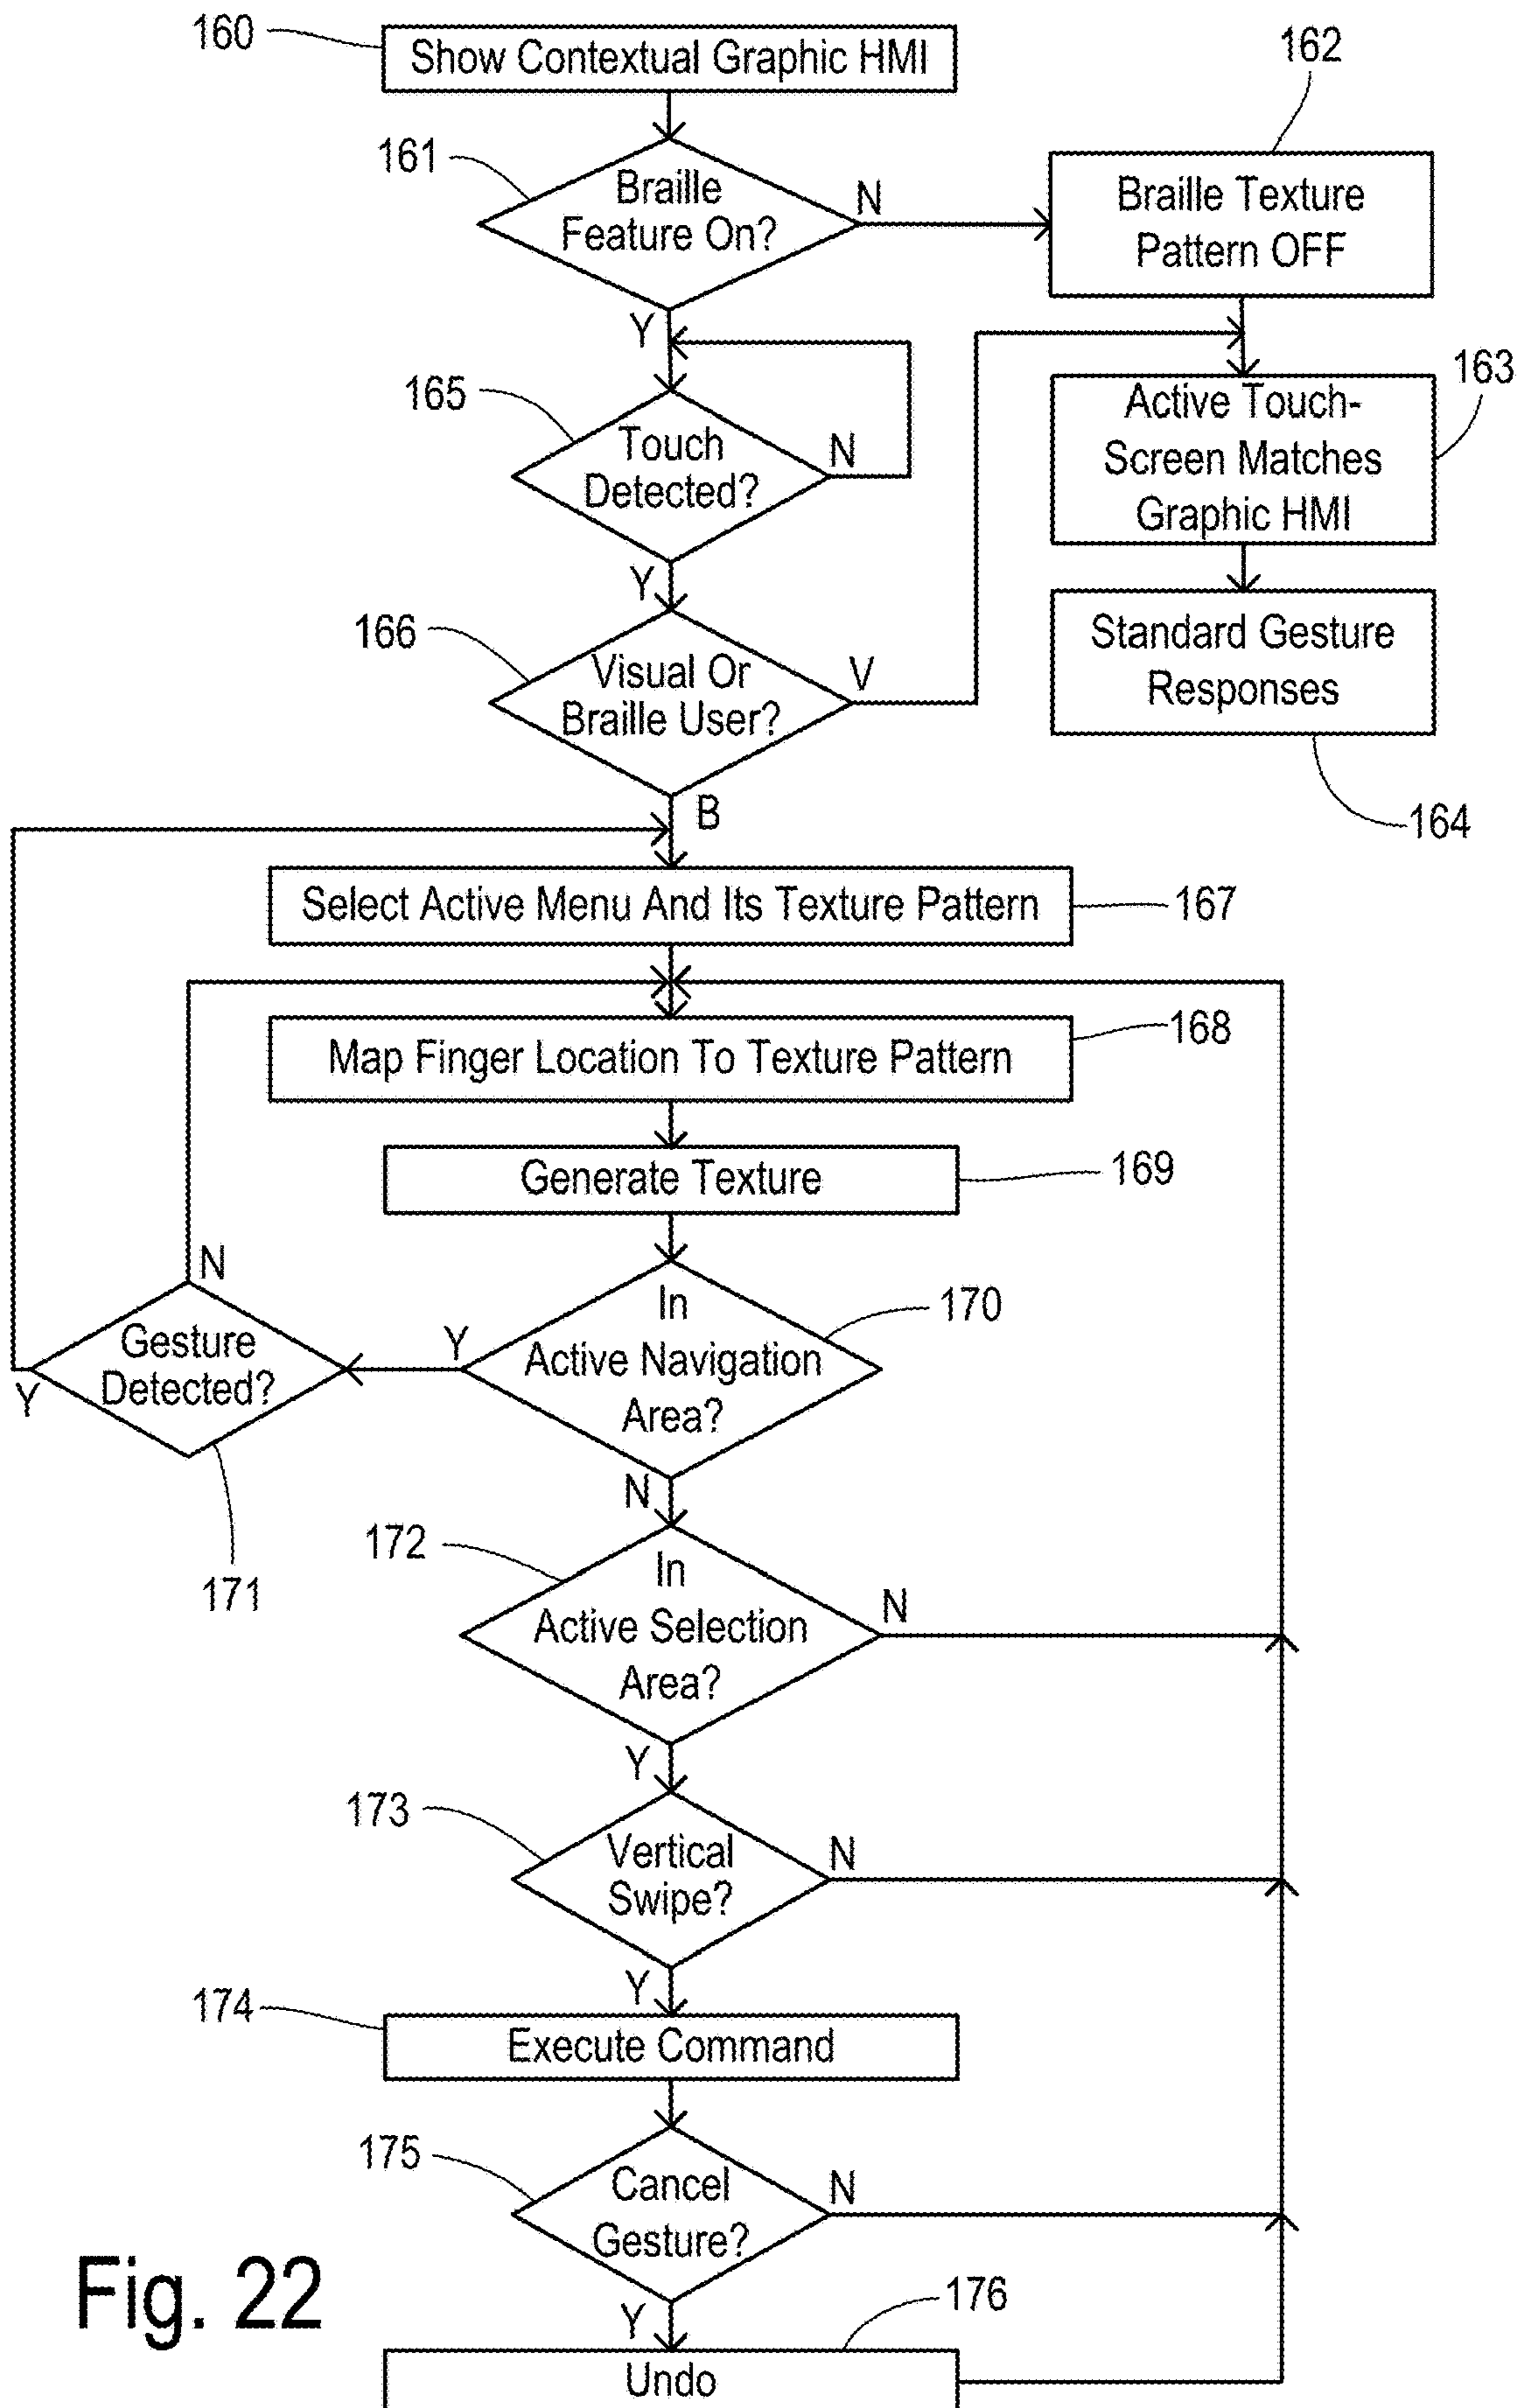 160
Show Contextual Graphic HMI
162
161
Braille
Feature On?
N
Braille Texture
Pattern OFF
Y
165
Touch
Detected?
N
163
Active Touch-
Screen Matches
Graphic HMI
Y
166
Visual Or
Braille User?
V
Standard Gesture
Responses
B
164
Select Active Menu And Its Texture Pattern
167
Map Finger Location To Texture Pattern
168
Generate Texture
169
N
In
Active Navigation
Area?
170
Y
Gesture
Detected?
Y
171
N
172
In
Active Selection
Area?
N
Y
173
Vertical
Swipe?
N
Y
174
Execute Command
175
Cancel
Gesture?
N
Y
176
Undo
Fig. 22